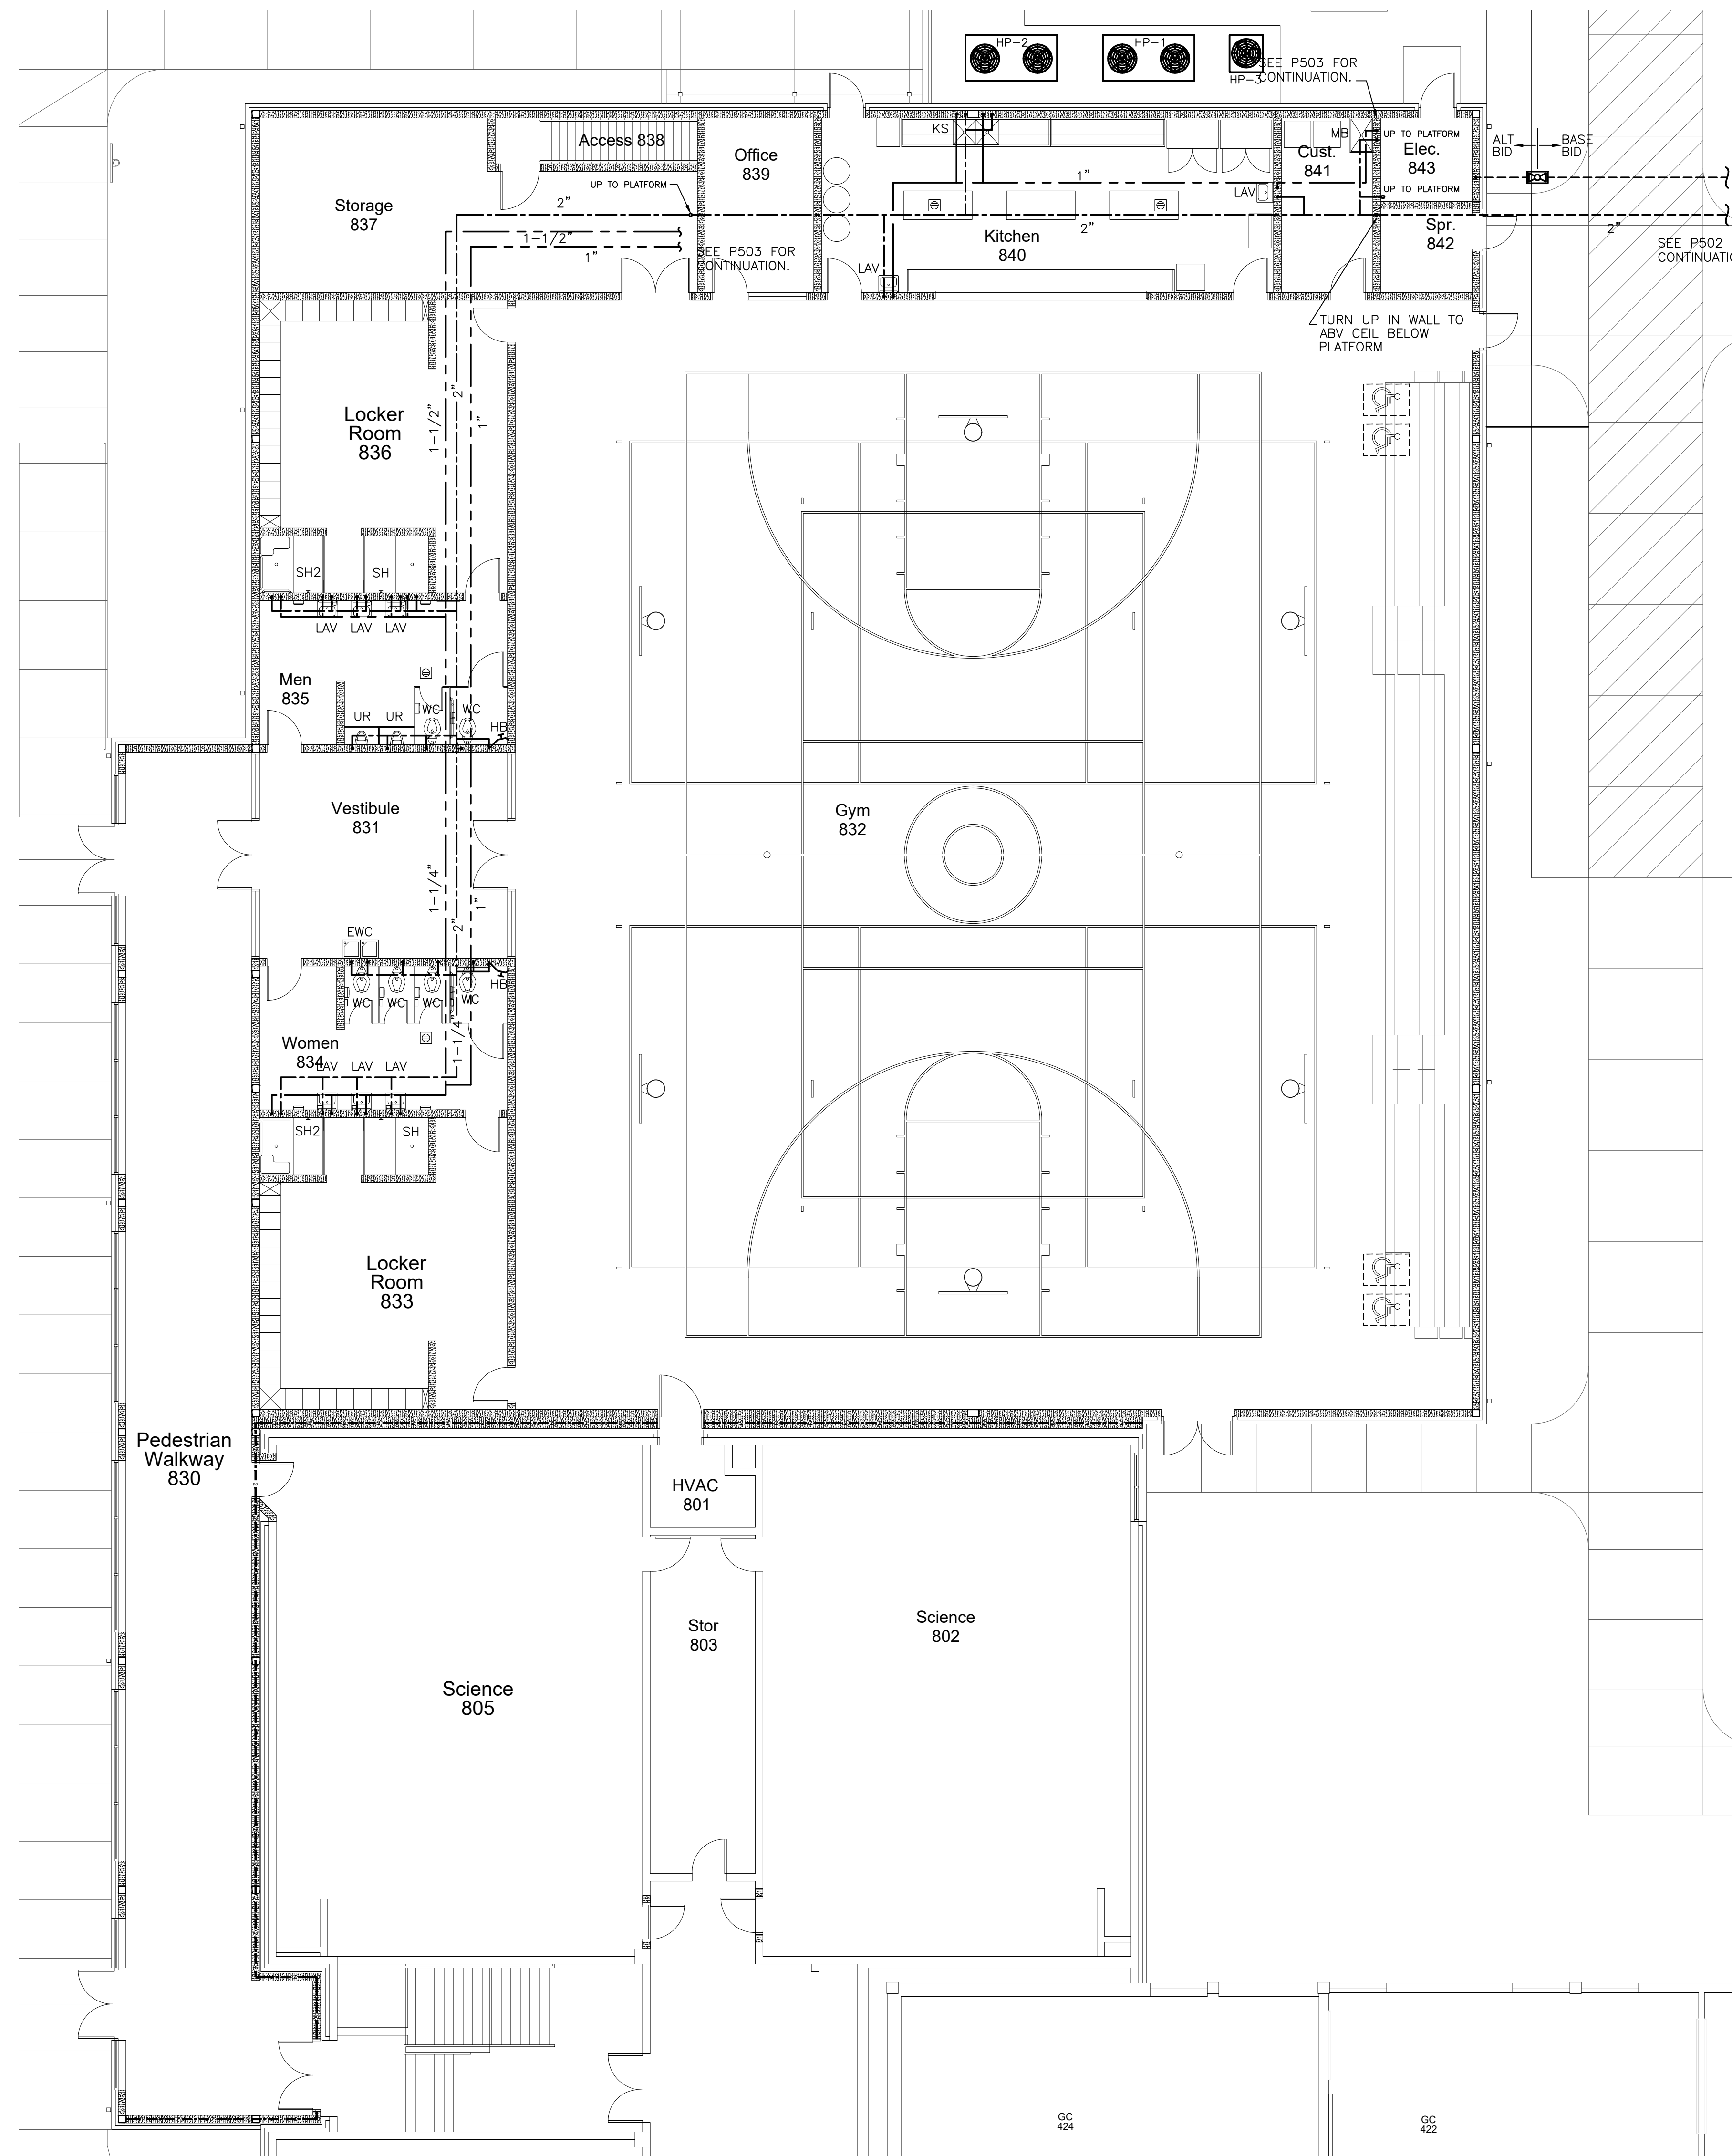 HP-2
HP-1
HP-3
SEE P503 FOR
CONTINUATION.
KS
MB
UP TO PLATFORM
Access 838
Office
839
Cust.
841
Elec.
843
ALT
BID
BASE
BID
UP TO PLATFORM
UP TO PLATFORM
1"
LAV
Storage
837
2"
1-1/2"
1"
SEE P503 FOR
CONTINUATION.
Kitchen
840
2"
LAV
Spr.
842
2"
SEE P502
CONTINUATIO
TURN UP IN WALL TO
ABV CEIL BELOW
PLATFORM
Locker
Room
836
1-1/2"
2"
1"
SH2
SH
LAV
LAV
LAV
Men
835
UR
UR
WC
WC
HB
Vestibule
831
Gym
832
1-1/4"
2"
1"
EWC
WC
WC
WC
WC
HB
1-1/4"
Women
834
LAV
LAV
LAV
SH2
SH
Locker
Room
833
Pedestrian
Walkway
830
HVAC
801
Stor
803
Science
802
Science
805
GC
424
GC
422